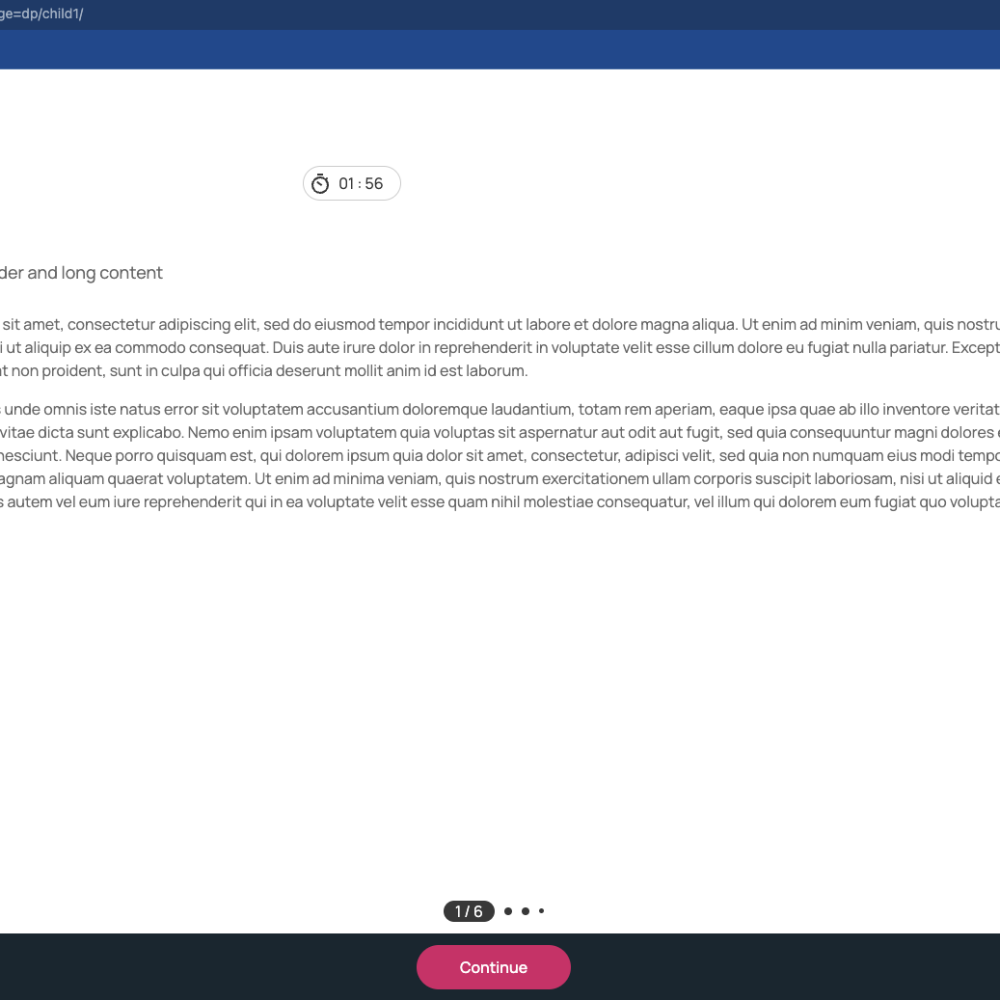 ge=dp/child1/
01 : 56
der and long content
sit amet, consectetur adipiscing elit, sed do eiusmod tempor incididunt ut labore et dolore magna aliqua. Ut enim ad minim veniam, quis nostru
i ut aliquip ex ea commodo consequat. Duis aute irure dolor in reprehenderit in voluptate velit esse cillum dolore eu fugiat nulla pariatur. Except
t non proident, sunt in culpa qui officia deserunt mollit anim id est laborum.
s unde omnis iste natus error sit voluptatem accusantium doloremque laudantium, totam rem aperiam, eaque ipsa quae ab illo inventore veritat
vitae dicta sunt explicabo. Nemo enim ipsam voluptatem quia voluptas sit aspernatur aut odit aut fugit, sed quia consequuntur magni dolores e
nesciunt. Neque porro quisquam est, qui dolorem ipsum quia dolor sit amet, consectetur, adipisci velit, sed quia non numquam eius modi tempo
agnam aliquam quaerat voluptatem. Ut enim ad minima veniam, quis nostrum exercitationem ullam corporis suscipit laboriosam, nisi ut aliquid e
s autem vel eum iure reprehenderit qui in ea voluptate velit esse quam nihil molestiae consequatur, vel illum qui dolorem eum fugiat quo volupta
1 / 6
Continue